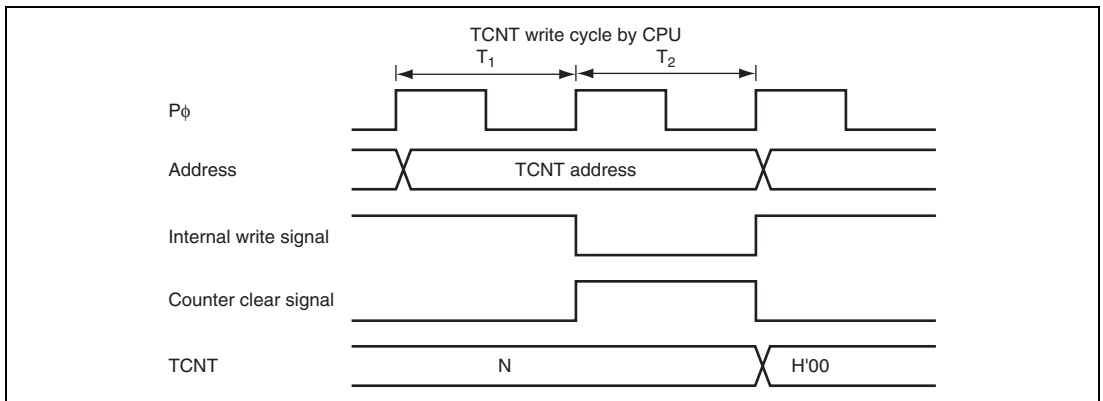 TCNT write cycle by CPU
T₁ T₂
Pϕ
Address TCNT address
Internal write signal
Counter clear signal
TCNT N H'00